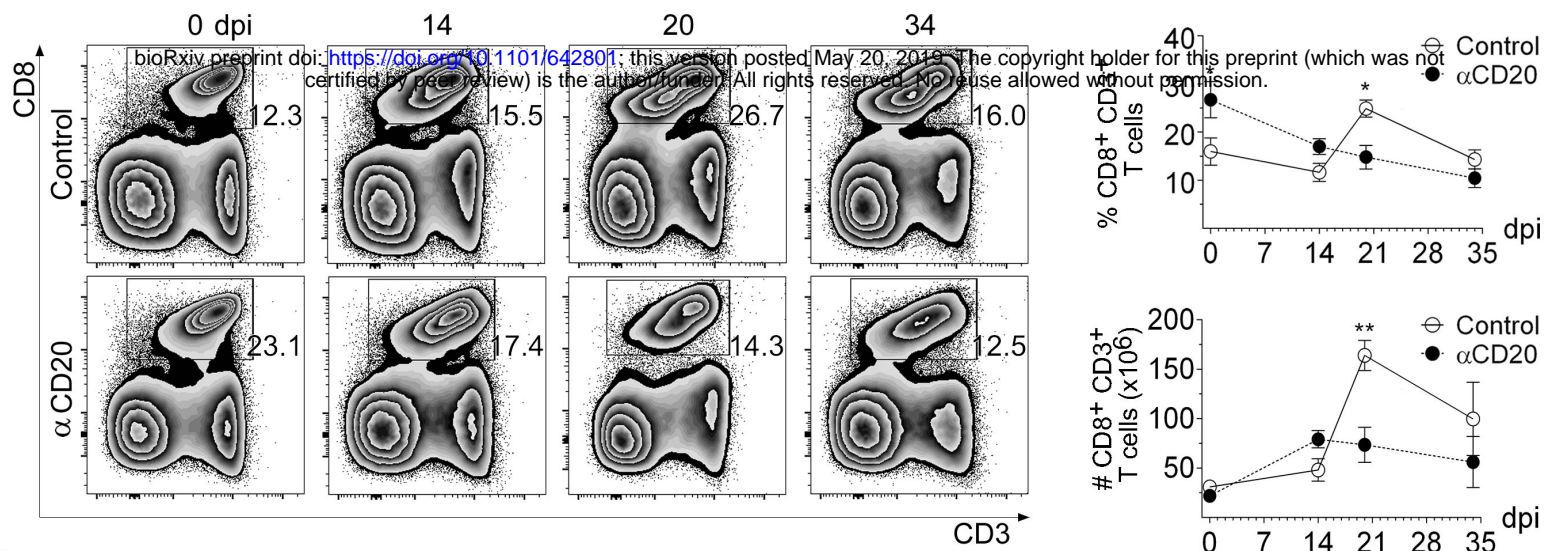 0 dpi
14
20
34
bioRxiv preprint doi: https://doi.org/10.1101/642801; this version posted May 20, 2019. The copyright holder for this preprint (which was not
certified by peer review) is the author/funder. All rights reserved. No reuse allowed without permission.
CD8
Control
12.3
15.5
26.7
16.0
αCD20
23.1
17.4
14.3
12.5
CD3
% CD8+ CD3+
T cells
40
30
20
10
*
*
Control
αCD20
0 7 14 21 28 35
dpi
# CD8+ CD3+
T cells (x10⁶)
200
150
100
50
**
Control
αCD20
0 7 14 21 28 35
dpi